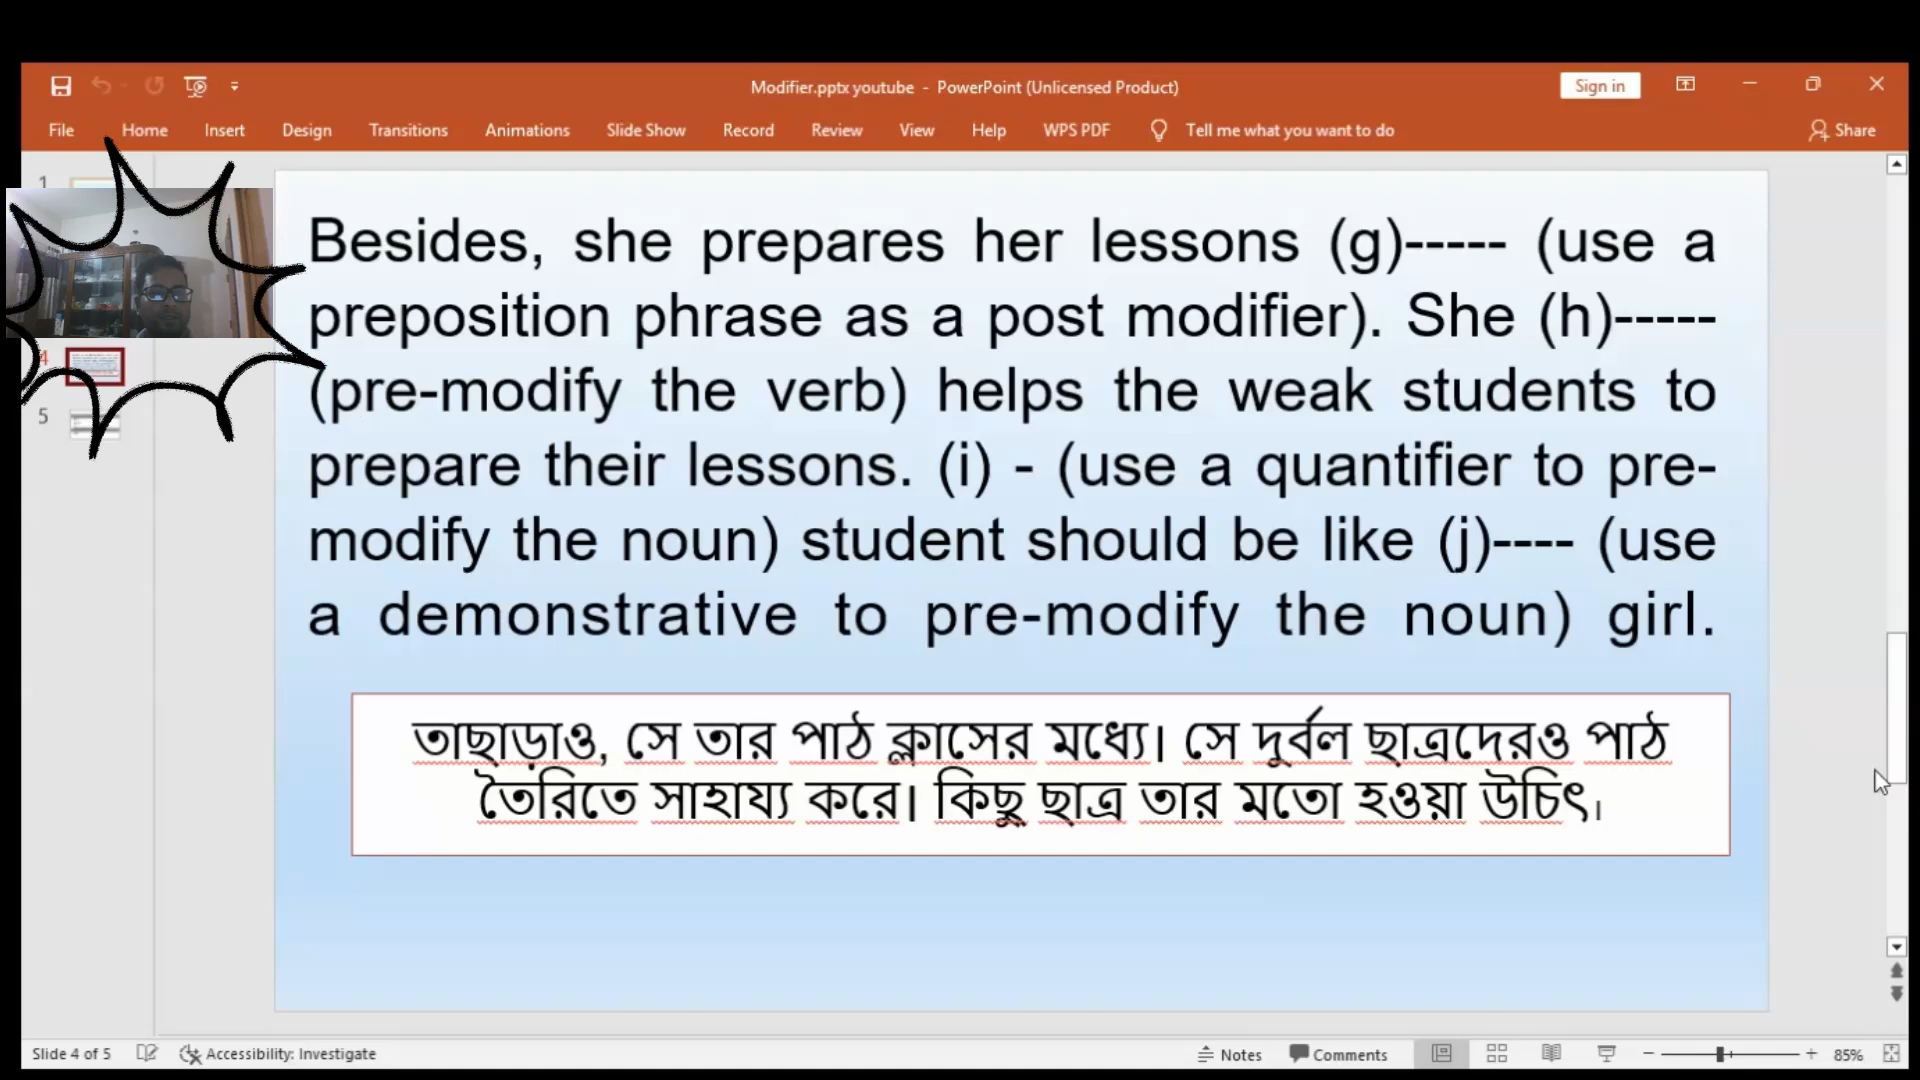 Modifier.pptx youtube - PowerPoint (Unlicensed Product)
Sign in
File Home Insert Design Transitions Animations Slide Show Record Review View Help WPS PDF Tell me what you want to do Share
1
4
5
Besides, she prepares her lessons (g)----- (use a
preposition phrase as a post modifier). She (h)-----
(pre-modify the verb) helps the weak students to
prepare their lessons. (i) - (use a quantifier to pre-
modify the noun) student should be like (j)---- (use
a demonstrative to pre-modify the noun) girl.
তাছাড়াও, সে তার পাঠ ক্লাসের মধ্যে। সে দুর্বল ছাত্রদেরও পাঠ
তৈরিতে সাহায্য করে। কিছু ছাত্র তার মতো হওয়া উচিৎ।
Slide 4 of 5 Accessibility: Investigate Notes Comments 85%